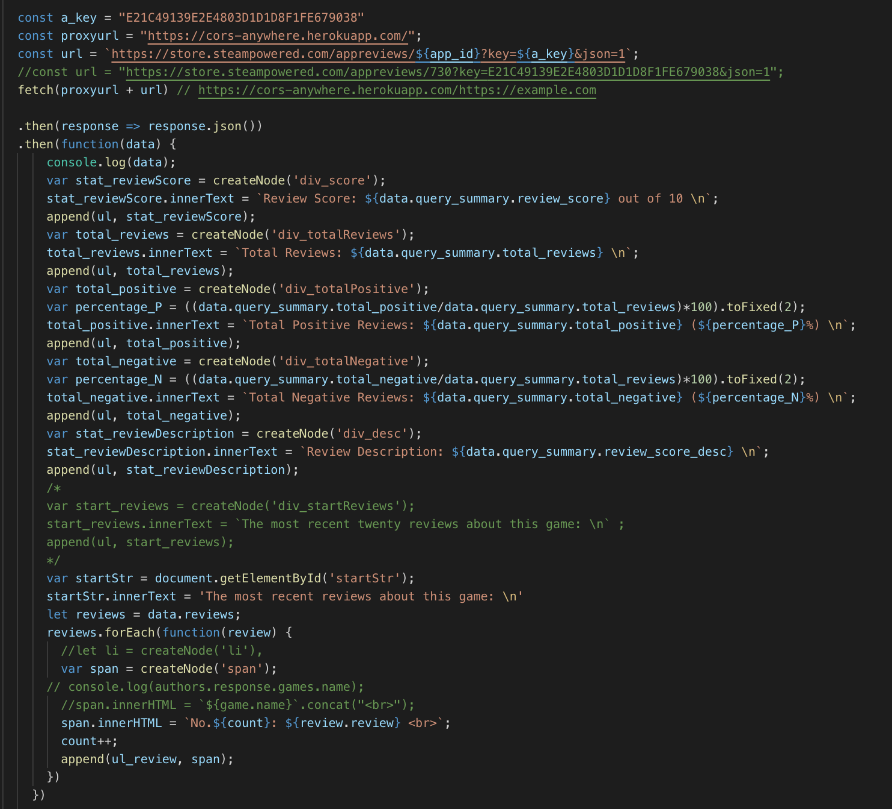 const a_key = "E21C49139E2E4803D1D1D8F1FE679038"
const proxyurl = "https://cors-anywhere.herokuapp.com/";
const url = `https://store.steampowered.com/appreviews/${app_id}?key=${a_key}&json=1`;
//const url = "https://store.steampowered.com/appreviews/730?key=E21C49139E2E4803D1D1D8F1FE679038&json=1";
fetch(proxyurl + url) // https://cors-anywhere.herokuapp.com/https://example.com
.then(response => response.json())
.then(function(data) {
console.log(data);
var stat_reviewScore = createNode('div_score');
stat_reviewScore.innerText = `Review Score: ${data.query_summary.review_score} out of 10 \n`;
append(ul, stat_reviewScore);
var total_reviews = createNode('div_totalReviews');
total_reviews.innerText = `Total Reviews: ${data.query_summary.total_reviews} \n`;
append(ul, total_reviews);
var total_positive = createNode('div_totalPositive');
var percentage_P = ((data.query_summary.total_positive/data.query_summary.total_reviews)*100).toFixed(2);
total_positive.innerText = `Total Positive Reviews: ${data.query_summary.total_positive} (${percentage_P}%) \n`;
append(ul, total_positive);
var total_negative = createNode('div_totalNegative');
var percentage_N = ((data.query_summary.total_negative/data.query_summary.total_reviews)*100).toFixed(2);
total_negative.innerText = `Total Negative Reviews: ${data.query_summary.total_negative} (${percentage_N}%) \n`;
append(ul, total_negative);
var stat_reviewDescription = createNode('div_desc');
stat_reviewDescription.innerText = `Review Description: ${data.query_summary.review_score_desc} \n`;
append(ul, stat_reviewDescription);
/*
var start_reviews = createNode('div_startReviews');
start_reviews.innerText = `The most recent twenty reviews about this game: \n` ;
append(ul, start_reviews);
*/
var startStr = document.getElementById('startStr');
startStr.innerText = 'The most recent reviews about this game: \n'
let reviews = data.reviews;
reviews.forEach(function(review) {
//let li = createNode('li'),
var span = createNode('span');
// console.log(authors.response.games.name);
//span.innerHTML = `${game.name}`.concat("<br>");
span.innerHTML = `No.${count}: ${review.review} <br>`;
count++;
append(ul_review, span);
})
})